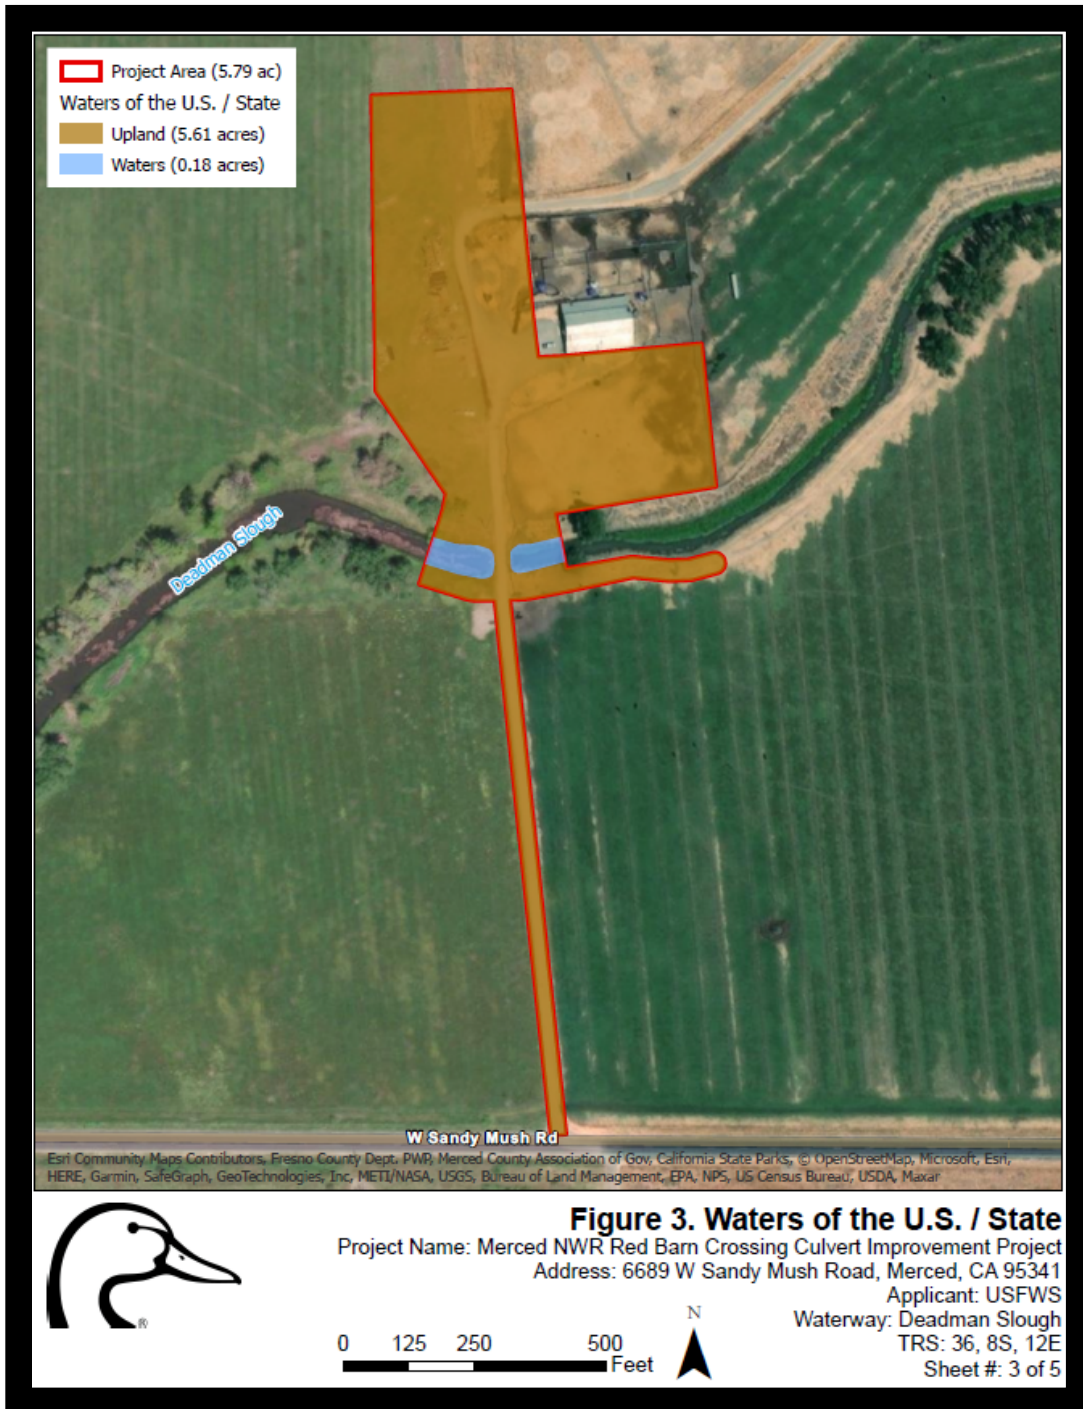 Project Area (5.79 ac)
Waters of the U.S. / State
Upland (5.61 acres)
Waters (0.18 acres)
Deadman Slough
W Sandy Mush Rd
Esri Community Maps Contributors, Fresno County Dept. PWP, Merced County Association of Gov, California State Parks, © OpenStreetMap, Microsoft, Esri,
HERE, Garmin, SafeGraph, GeoTechnologies, Inc, METI/NASA, USGS, Bureau of Land Management, EPA, NPS, US Census Bureau, USDA, Maxar
Figure 3. Waters of the U.S. / State
Project Name: Merced NWR Red Barn Crossing Culvert Improvement Project
Address: 6689 W Sandy Mush Road, Merced, CA 95341
Applicant: USFWS
Waterway: Deadman Slough
TRS: 36, 8S, 12E
Sheet #: 3 of 5
®
N
0 125 250 500
Feet